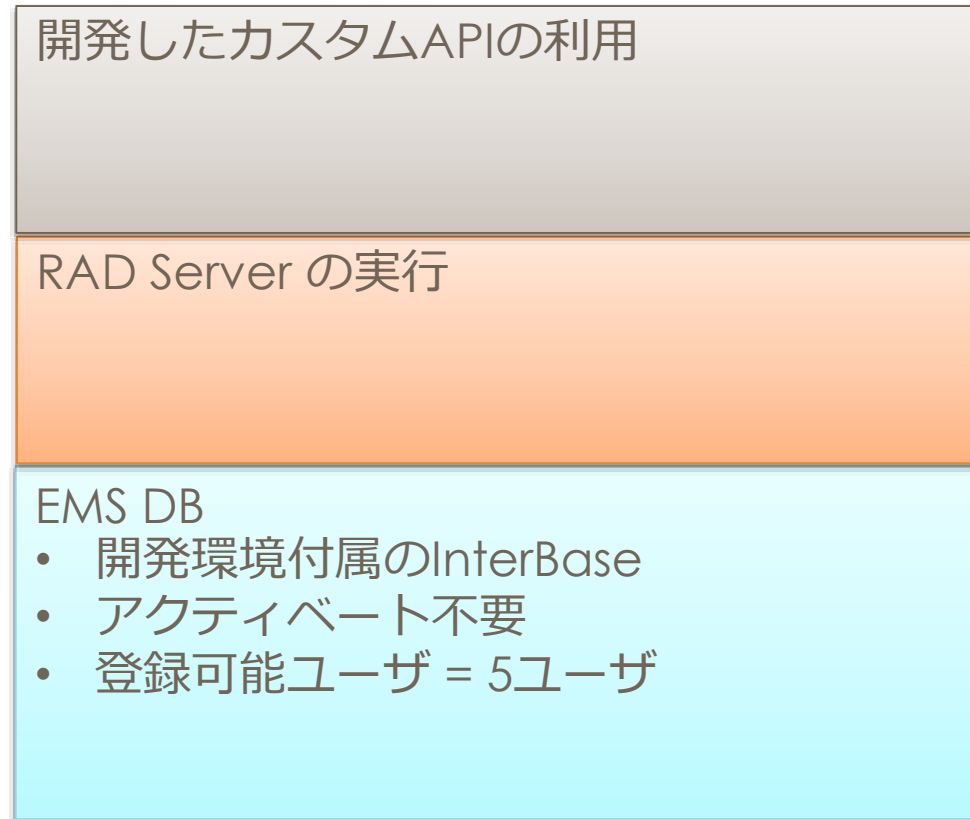 開発したカスタムAPIの利用
RAD Server の実行
EMS DB
• 開発環境付属のInterBase
• アクティベート不要
• 登録可能ユーザ = 5ユーザ